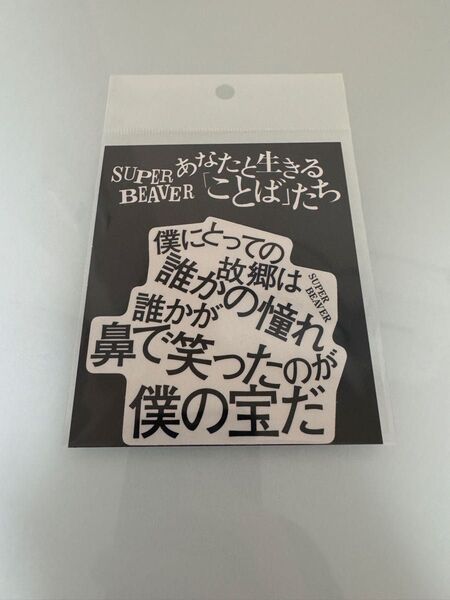 SUPER BEAVER
あなたと生きる
「ことば」たち
僕にとっての
故郷は
誰かの憧れ
SUPER BEAVER
誰かが
鼻で笑ったのが
僕の宝だ